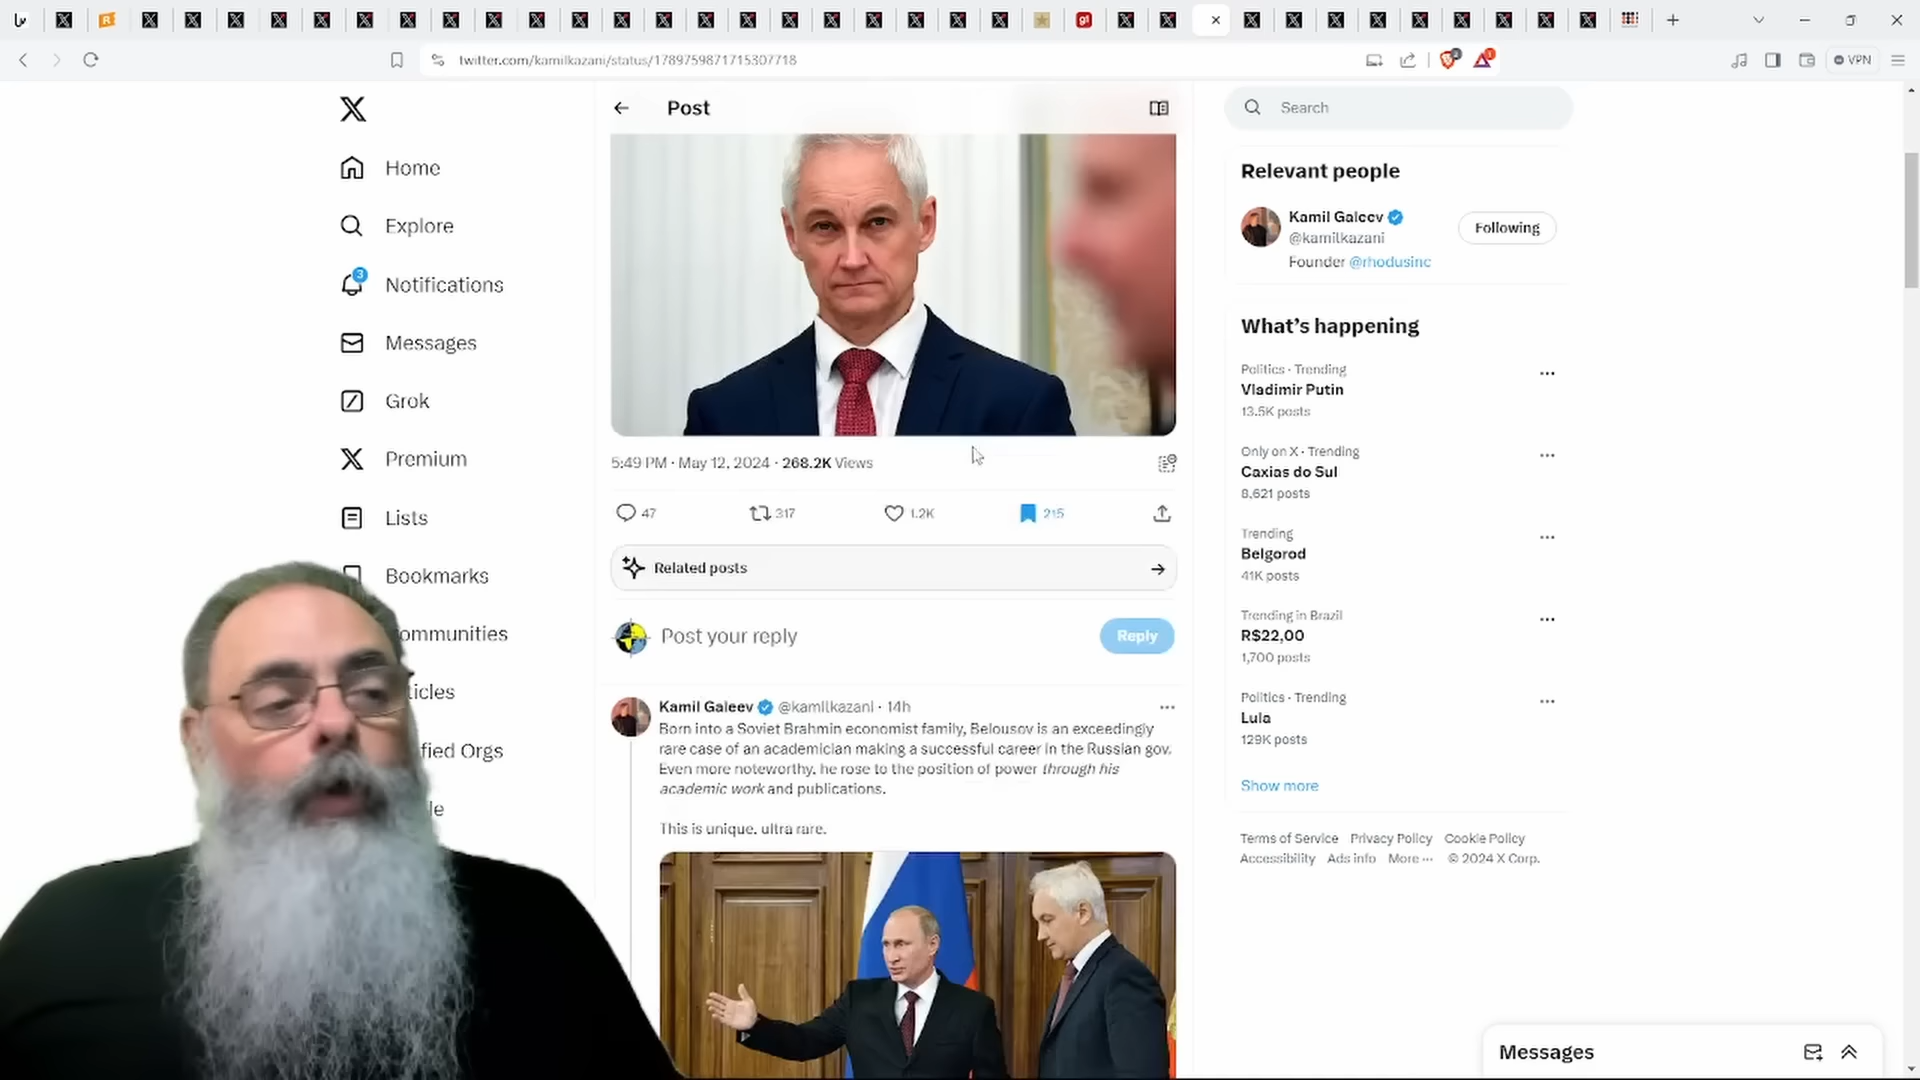 twitter.com/kamilkazani/status/1789759871715307718
VPN
Home
Explore
3
Notifications
Messages
Grok
Premium
Lists
Bookmarks
ommunities
ticles
fied Orgs
Post
5:49 PM · May 12, 2024 · 268.2K Views
47
317
1.2K
215
Related posts
Post your reply
Reply
Kamil Galeev @kamilkazani · 14h
Born into a Soviet Brahmin economist family, Belousov is an exceedingly
rare case of an academician making a successful career in the Russian gov.
Even more noteworthy, he rose to the position of power through his
academic work and publications.
This is unique, ultra rare.
Search
Relevant people
Kamil Galeev
@kamilkazani
Following
Founder @rhodusinc
What's happening
Politics · Trending
Vladimir Putin
13.5K posts
Only on X · Trending
Caxias do Sul
8,621 posts
Trending
Belgorod
41K posts
Trending in Brazil
R$22,00
1,700 posts
Politics · Trending
Lula
129K posts
Show more
Terms of Service Privacy Policy Cookie Policy
Accessibility Ads info More ··· © 2024 X Corp.
Messages